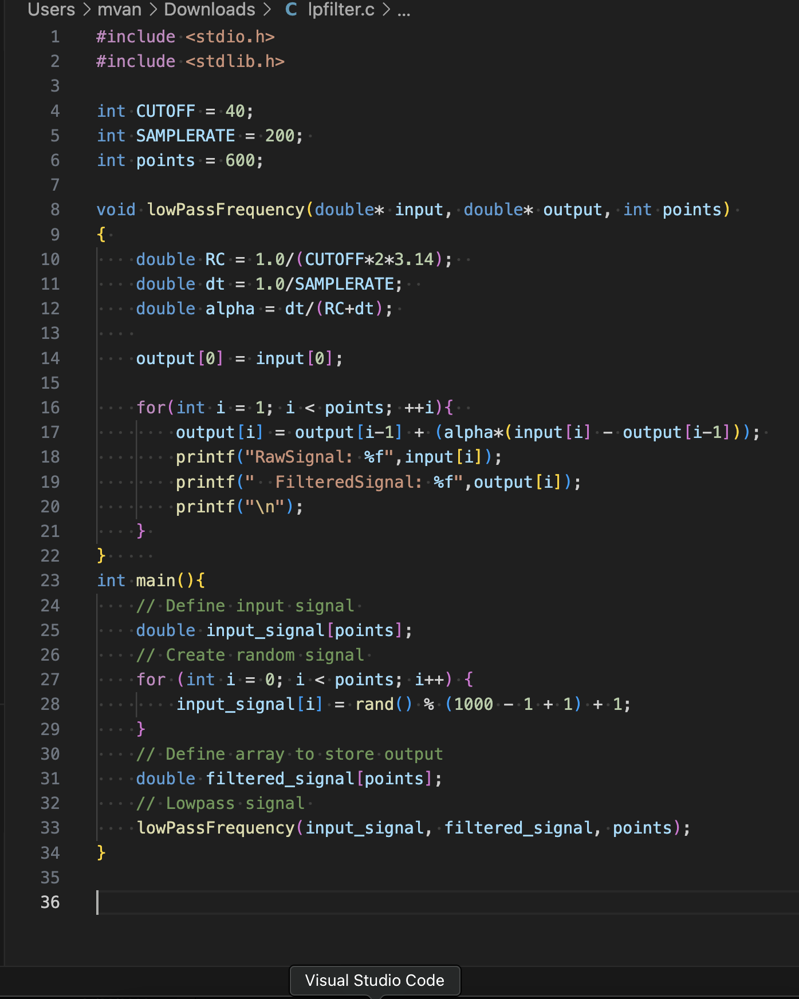 Users > mvan > Downloads > C lpfilter.c > ...
1 #include <stdio.h>
2 #include <stdlib.h>
3
4 int CUTOFF = 40;
5 int SAMPLERATE = 200;
6 int points = 600;
7
8 void lowPassFrequency(double* input, double* output, int points)
9 {
10     double RC = 1.0/(CUTOFF*2*3.14);
11     double dt = 1.0/SAMPLERATE;
12     double alpha = dt/(RC+dt);
13
14     output[0] = input[0];
15
16     for(int i = 1; i < points; ++i){
17         output[i] = output[i-1] + (alpha*(input[i] - output[i-1]));
18         printf("RawSignal: %f",input[i]);
19         printf("  FilteredSignal: %f",output[i]);
20         printf("\n");
21     }
22 }
23 int main(){
24     // Define input signal
25     double input_signal[points];
26     // Create random signal
27     for (int i = 0; i < points; i++) {
28         input_signal[i] = rand() % (1000 - 1 + 1) + 1;
29     }
30     // Define array to store output
31     double filtered_signal[points];
32     // Lowpass signal
33     lowPassFrequency(input_signal, filtered_signal, points);
34 }
35
36
Visual Studio Code